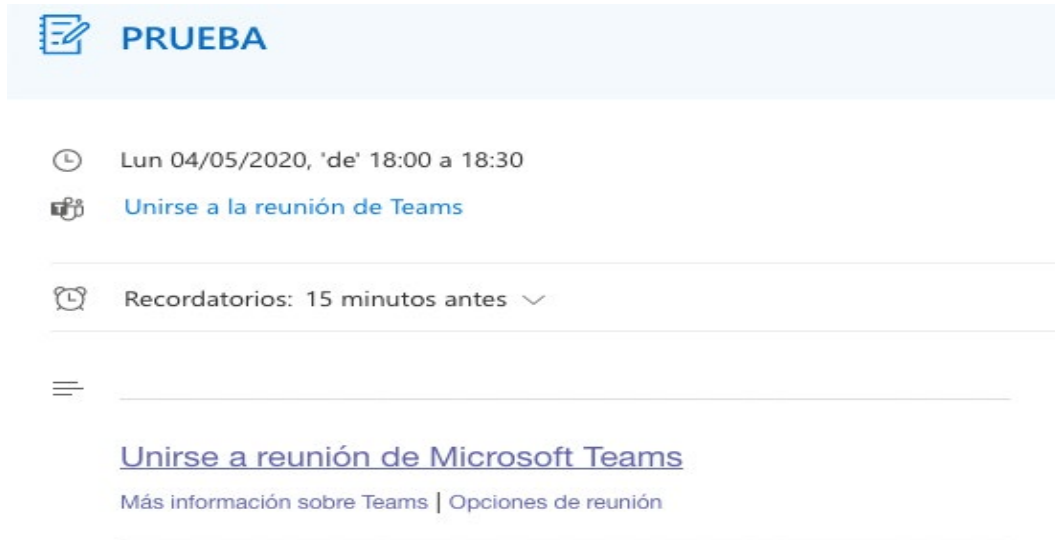 PRUEBA
Lun 04/05/2020, 'de' 18:00 a 18:30
Unirse a la reunión de Teams
Recordatorios: 15 minutos antes
Unirse a reunión de Microsoft Teams
Más información sobre Teams | Opciones de reunión